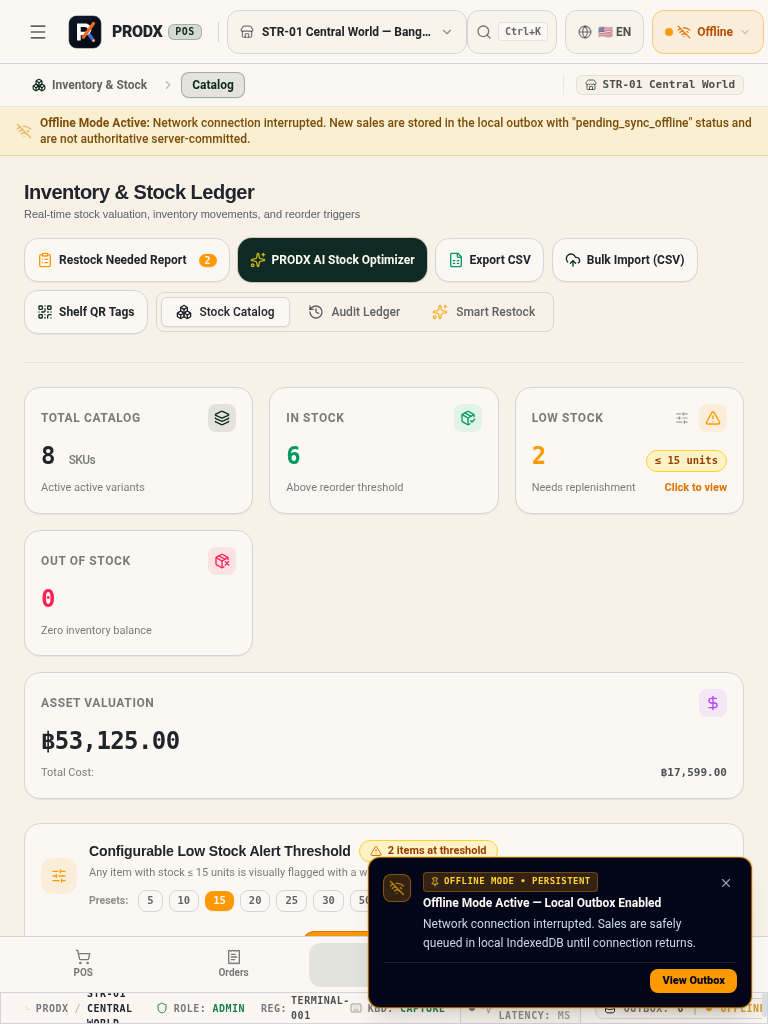 PRODX POS
STR-01 Central World — Bang...
Ctrl+K
EN
Offline
Inventory & Stock
Catalog
STR-01 Central World
Offline Mode Active: Network connection interrupted. New sales are stored in the local outbox with "pending_sync_offline" status and
are not authoritative server-committed.
Inventory & Stock Ledger
Real-time stock valuation, inventory movements, and reorder triggers
Restock Needed Report 2
PRODX AI Stock Optimizer
Export CSV
Bulk Import (CSV)
Shelf QR Tags
Stock Catalog
Audit Ledger
Smart Restock
TOTAL CATALOG
8 SKUs
Active active variants
IN STOCK
6
Above reorder threshold
LOW STOCK
2
≤ 15 units
Needs replenishment
Click to view
OUT OF STOCK
0
Zero inventory balance
ASSET VALUATION
฿53,125.00
Total Cost:
฿17,599.00
Configurable Low Stock Alert Threshold
2 items at threshold
Any item with stock ≤ 15 units is visually flagged with a
Presets: 5 10 15 20 25 30
OFFLINE MODE • PERSISTENT
Offline Mode Active — Local Outbox Enabled
Network connection interrupted. Sales are safely
queued in local IndexedDB until connection returns.
View Outbox
POS
Orders
PRODX /
STR-01
CENTRAL
WORLD
ROLE: ADMIN
REG:
TERMINAL-
001
KBD: CAPTURE
LATENCY: MS
OUTBOX: 0